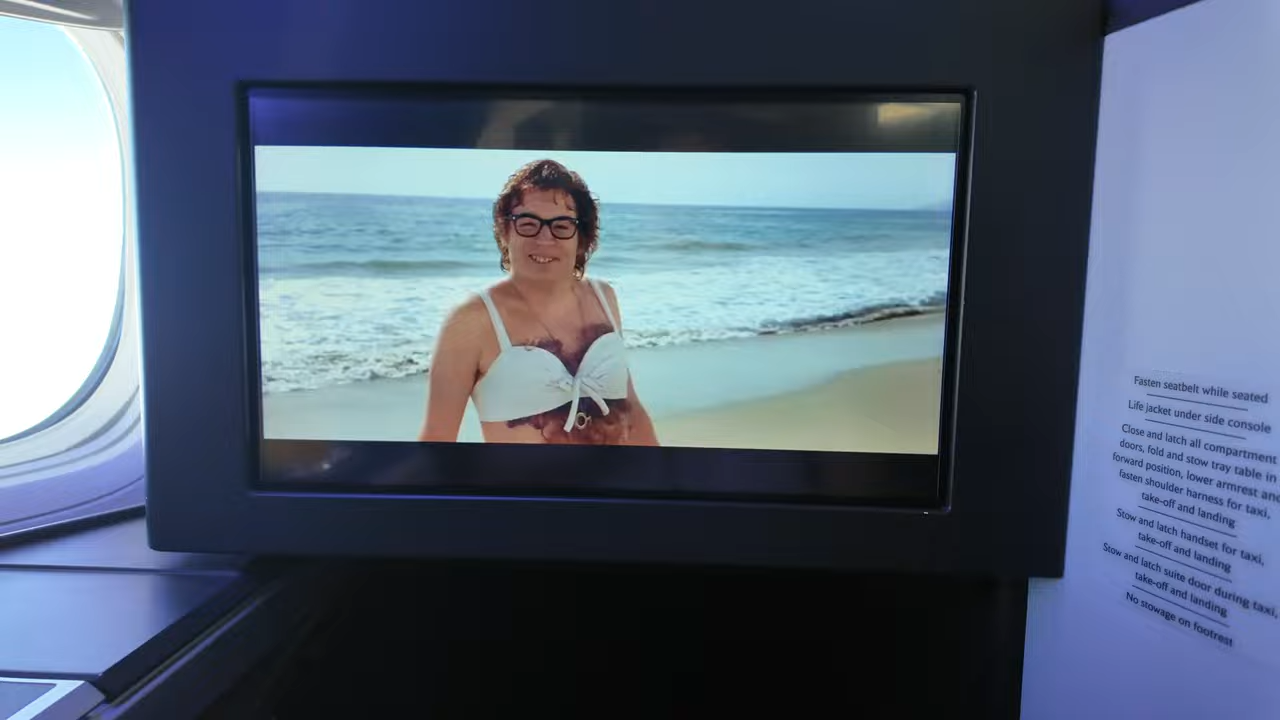 Fasten seatbelt while seated
Life jacket under side console
Close and latch all compartment
doors, fold and stow tray table in
forward position, lower armrest and
fasten shoulder harness for taxi,
take-off and landing
Stow and latch handset for taxi,
take-off and landing
Stow and latch suite door during taxi,
take-off and landing
No stowage on footrest